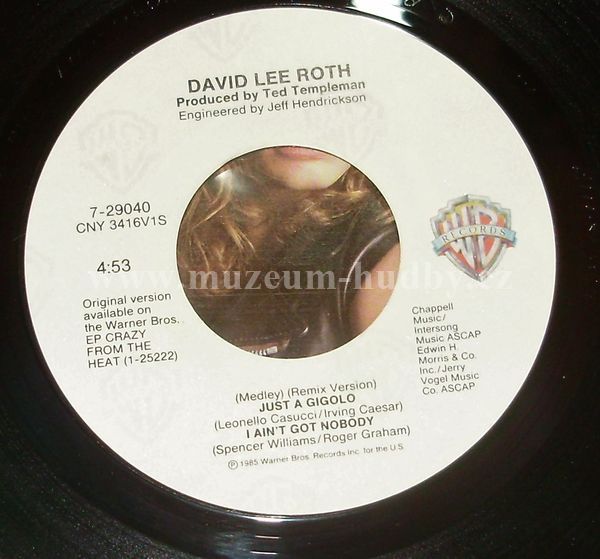 DAVID LEE ROTH
Produced by Ted Templeman
Engineered by Jeff Hendrickson
7-29040
CNY 3416V1S
4:53
Original version
available on
the Warner Bros.
EP CRAZY
FROM THE
HEAT (1-25222)
WB
RECORDS
www.muzeum-hudby.cz
Chappell
Music/
Intersong
Music ASCAP
Edwin H.
Morris & Co.
Inc./Jerry
Vogel Music
Co. ASCAP
(Medley) (Remix Version)
JUST A GIGOLO
(Leonello Casucci/Irving Caesar)
I AIN'T GOT NOBODY
(Spencer Williams/Roger Graham)
Ⓟ 1985 Warner Bros. Records Inc. for the U.S.